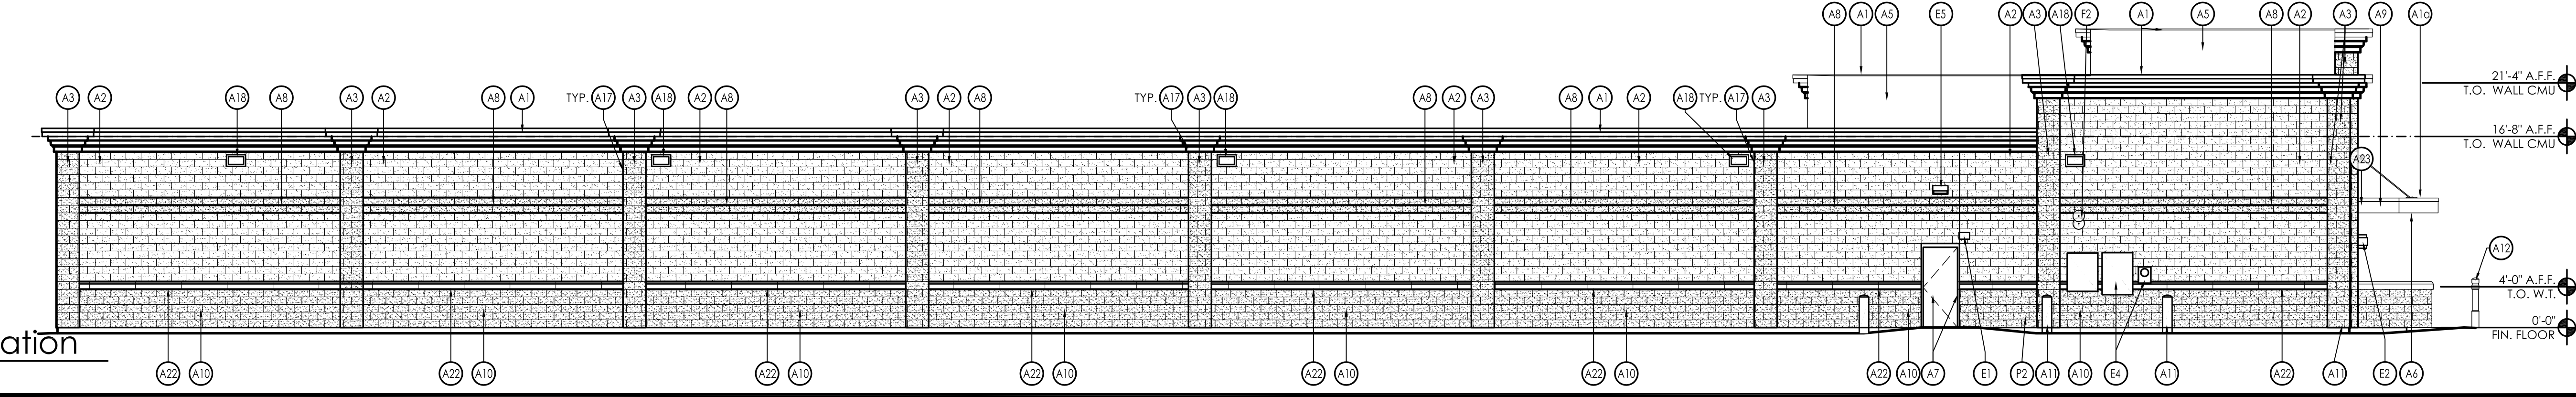 A8 A1 A5 E5 A2 A3 A18 F2 A1 A5 A8 A2 A3 A9 A1a
21'-4" A.F.F.
T.O. WALL CMU
A3 A2 A18 A8 A3 A2 A8 A1 TYP. A17 A3 A18 A2 A8 A3 A2 A8 TYP. A17 A3 A18 A8 A2 A3 A8 A1 A2 A18 TYP. A17 A3
16'-8" A.F.F.
T.O. WALL CMU
A23
A12
4'-0" A.F.F.
T.O. W.T.
0'-0"
FIN. FLOOR
ation
A22 A10 A22 A10 A22 A10 A22 A10 A22 A10 A22 A10 A22 A10 A7 E1 P2 A11 A10 E4 A11 A22 A11 E2 A6